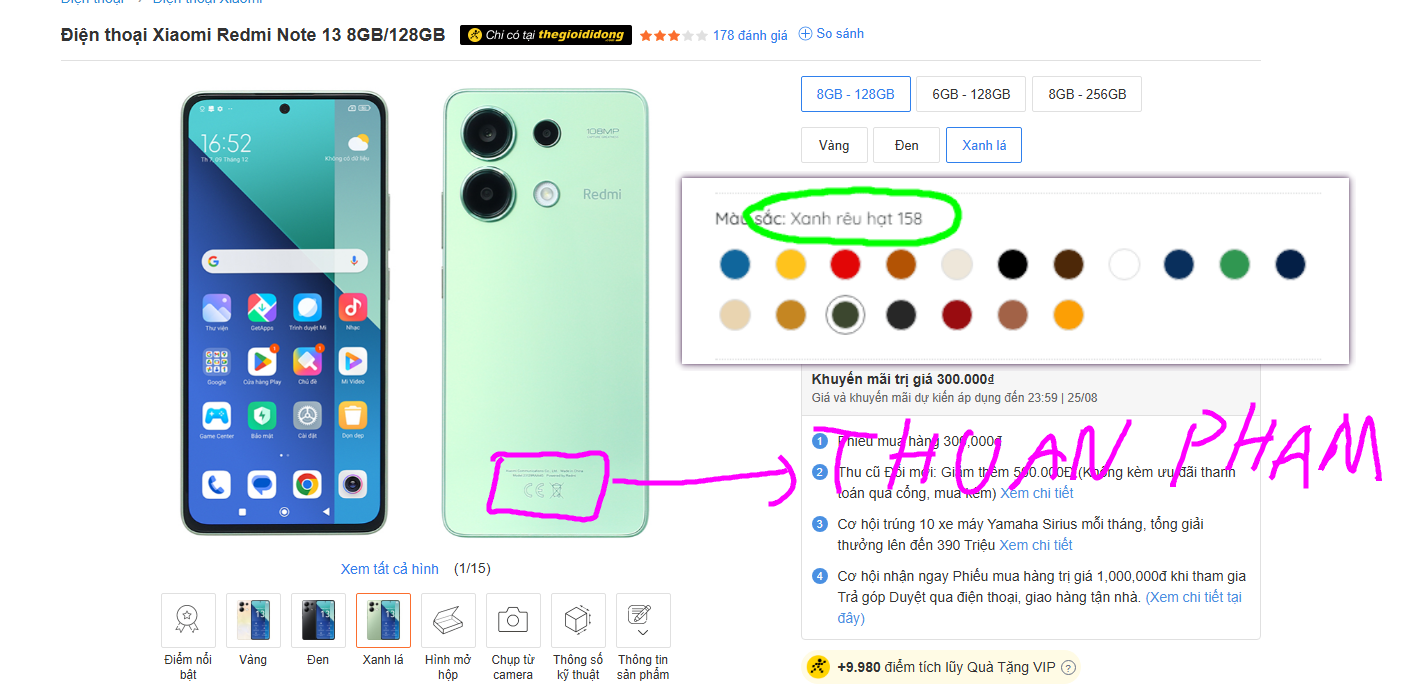 Điện thoại Điện thoại Xiaomi
Điện thoại Xiaomi Redmi Note 13 8GB/128GB
Chỉ có tại thegioididong .com
178 đánh giá
So sánh
16:52
Th 7, 09 Tháng 12
Không có dữ liệu
Thư viện GetApps Trình duyệt Mi Nhạc
Google Cửa hàng Play Chủ đề Mi Video
Game Center Bảo mật Cài đặt Dọn dẹp
108MP
Redmi
8GB - 128GB 6GB - 128GB 8GB - 256GB
Vàng Đen Xanh lá
Màu sắc: Xanh rêu hạt 158
Khuyến mãi trị giá 300.000₫
Giá và khuyến mãi dự kiến áp dụng đến 23:59 | 25/08
1 Phiếu mua hàng 300,000₫
2 Thu cũ Đổi mới: Giảm thêm 500.000Đ (Không kèm ưu đãi thanh
toán qua cổng, mua kèm) Xem chi tiết
3 Cơ hội trúng 10 xe máy Yamaha Sirius mỗi tháng, tổng giải
thưởng lên đến 390 Triệu Xem chi tiết
4 Cơ hội nhận ngay Phiếu mua hàng trị giá 1,000,000đ khi tham gia
Trả góp Duyệt qua điện thoại, giao hàng tận nhà. (Xem chi tiết tại
đây)
THUAN PHAM
+9.980 điểm tích lũy Quà Tặng VIP ?
Xem tất cả hình (1/15)
Điểm nổi
bật
Vàng
Đen
Xanh lá
Hình mở
hộp
Chụp từ
camera
Thông số
kỹ thuật
Thông tin
sản phẩm